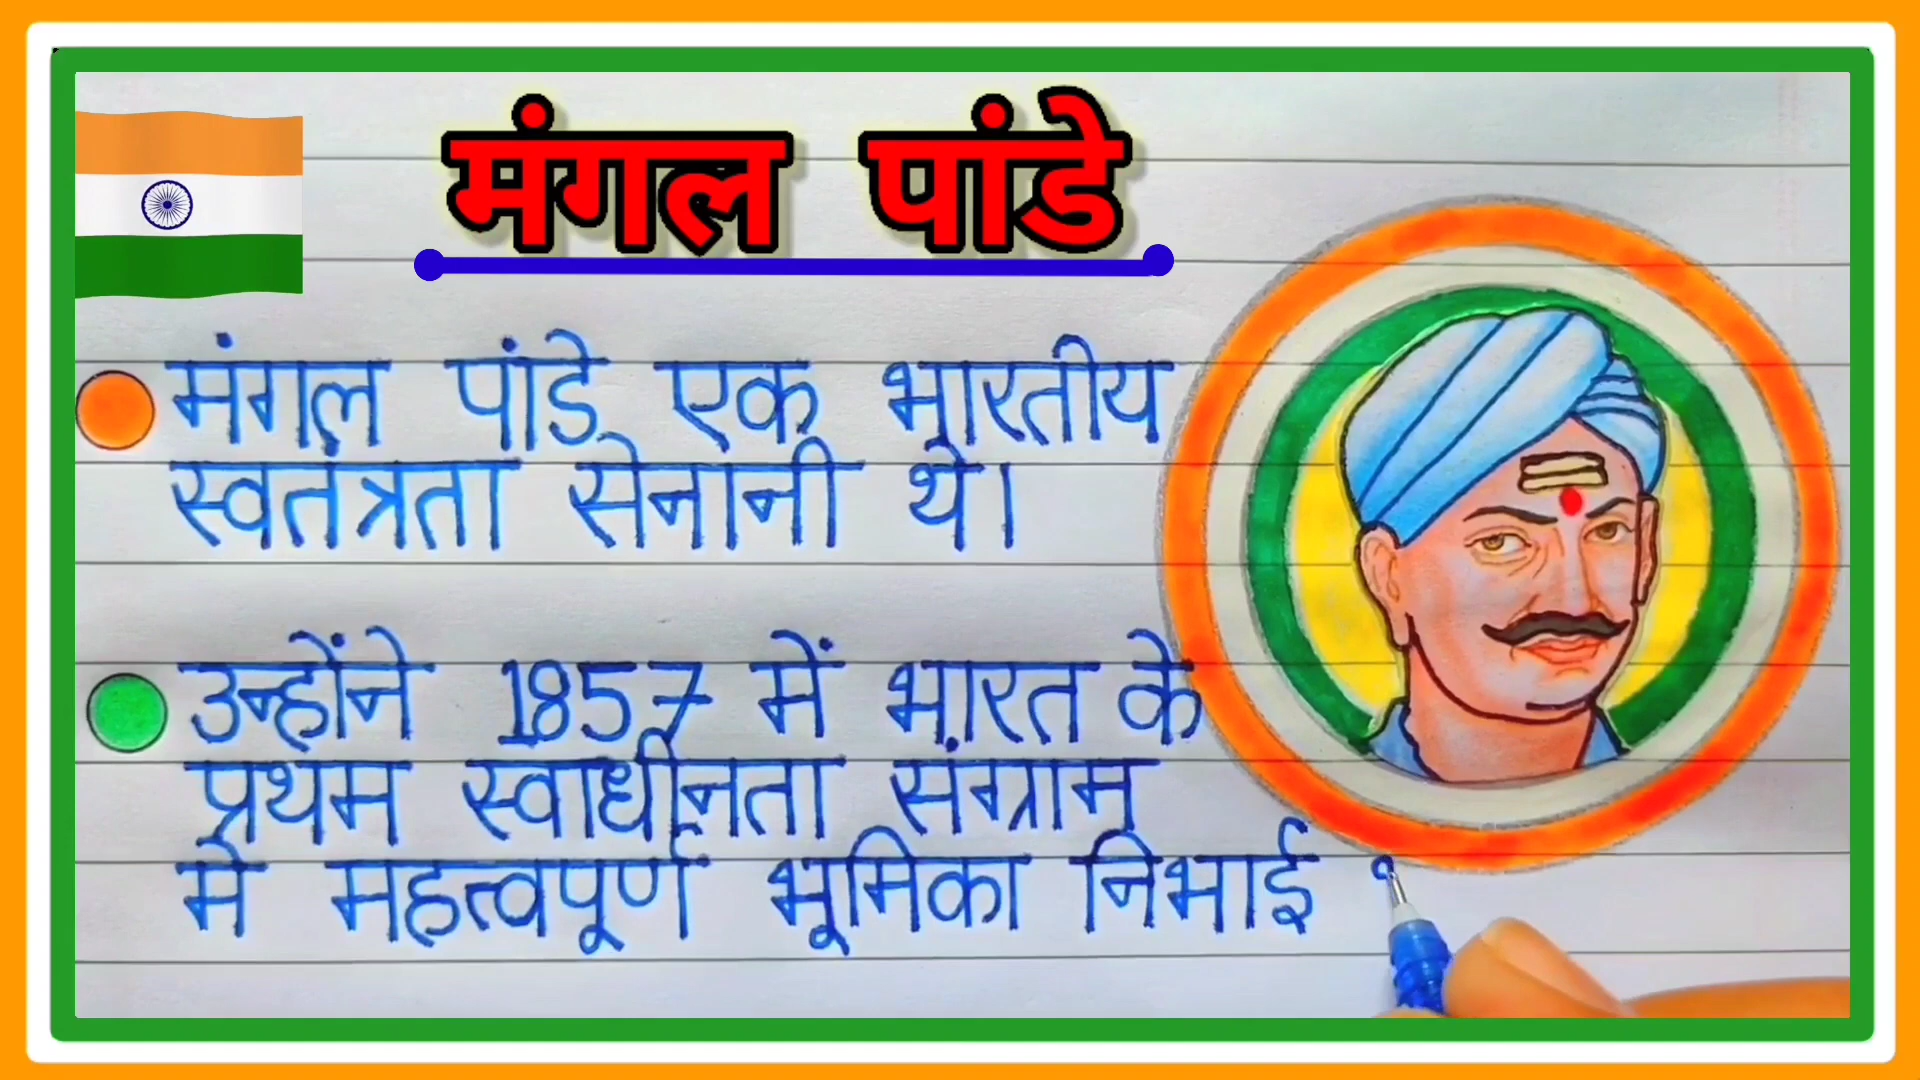 मंगल पांडे
मंगल पांडे एक भारतीय
स्वतंत्रता सेनानी थे।
उन्होंने 1857 में भारत के
प्रथम स्वाधीनता संग्राम
मे महत्वपूर्ण भूमिका निभाई